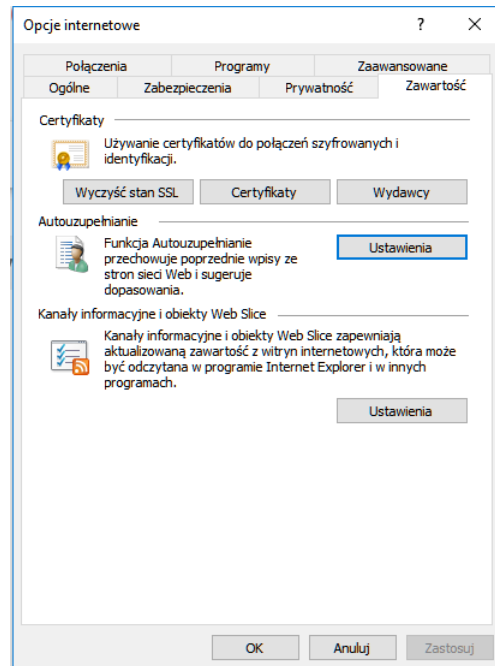 Opcje internetowe
?
Połączenia Programy Zaawansowane
Ogólne Zabezpieczenia Prywatność Zawartość
Certyfikaty
Używanie certyfikatów do połączeń szyfrowanych i
identyfikacji.
Wyczyść stan SSL Certyfikaty Wydawcy
Autouzupełnianie
Funkcja Autouzupełnianie
przechowuje poprzednie wpisy ze
stron sieci Web i sugeruje
dopasowania.
Ustawienia
Kanały informacyjne i obiekty Web Slice
Kanały informacyjne i obiekty Web Slice zapewniają
aktualizowaną zawartość z witryn internetowych, która może
być odczytana w programie Internet Explorer i w innych
programach.
Ustawienia
OK Anuluj Zastosuj